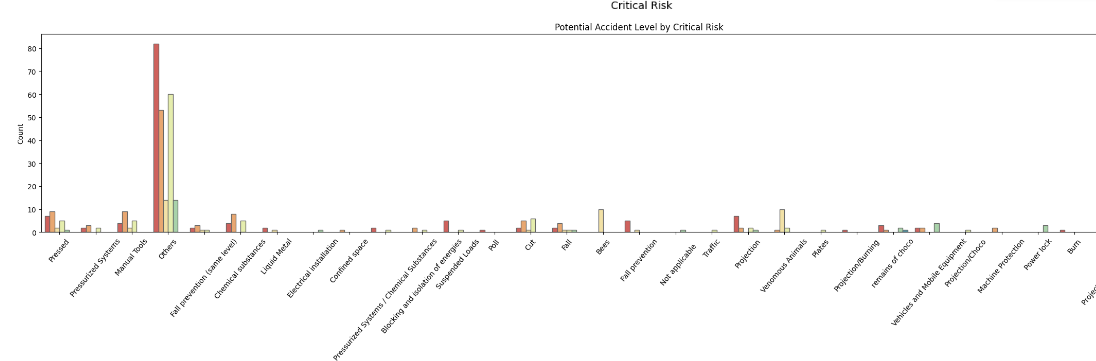 Critical Risk
Potential Accident Level by Critical Risk
80
70
60
50
40
30
20
10
0
Count
Pressed
Pressurized Systems
Manual Tools
Others
Fall prevention (same level)
Chemical substances
Liquid Metal
Electrical installation
Confined space
Pressurized Systems / Chemical Substances
Blocking and isolation of energies
Suspended Loads
Poll
Cut
Fall
Bees
Fall prevention
Not applicable
Traffic
Projection
Venomous Animals
Plates
Projection/Burning
remains of choco
Vehicles and Mobile Equipment
Projection/Choco
Machine Protection
Power lock
Burn